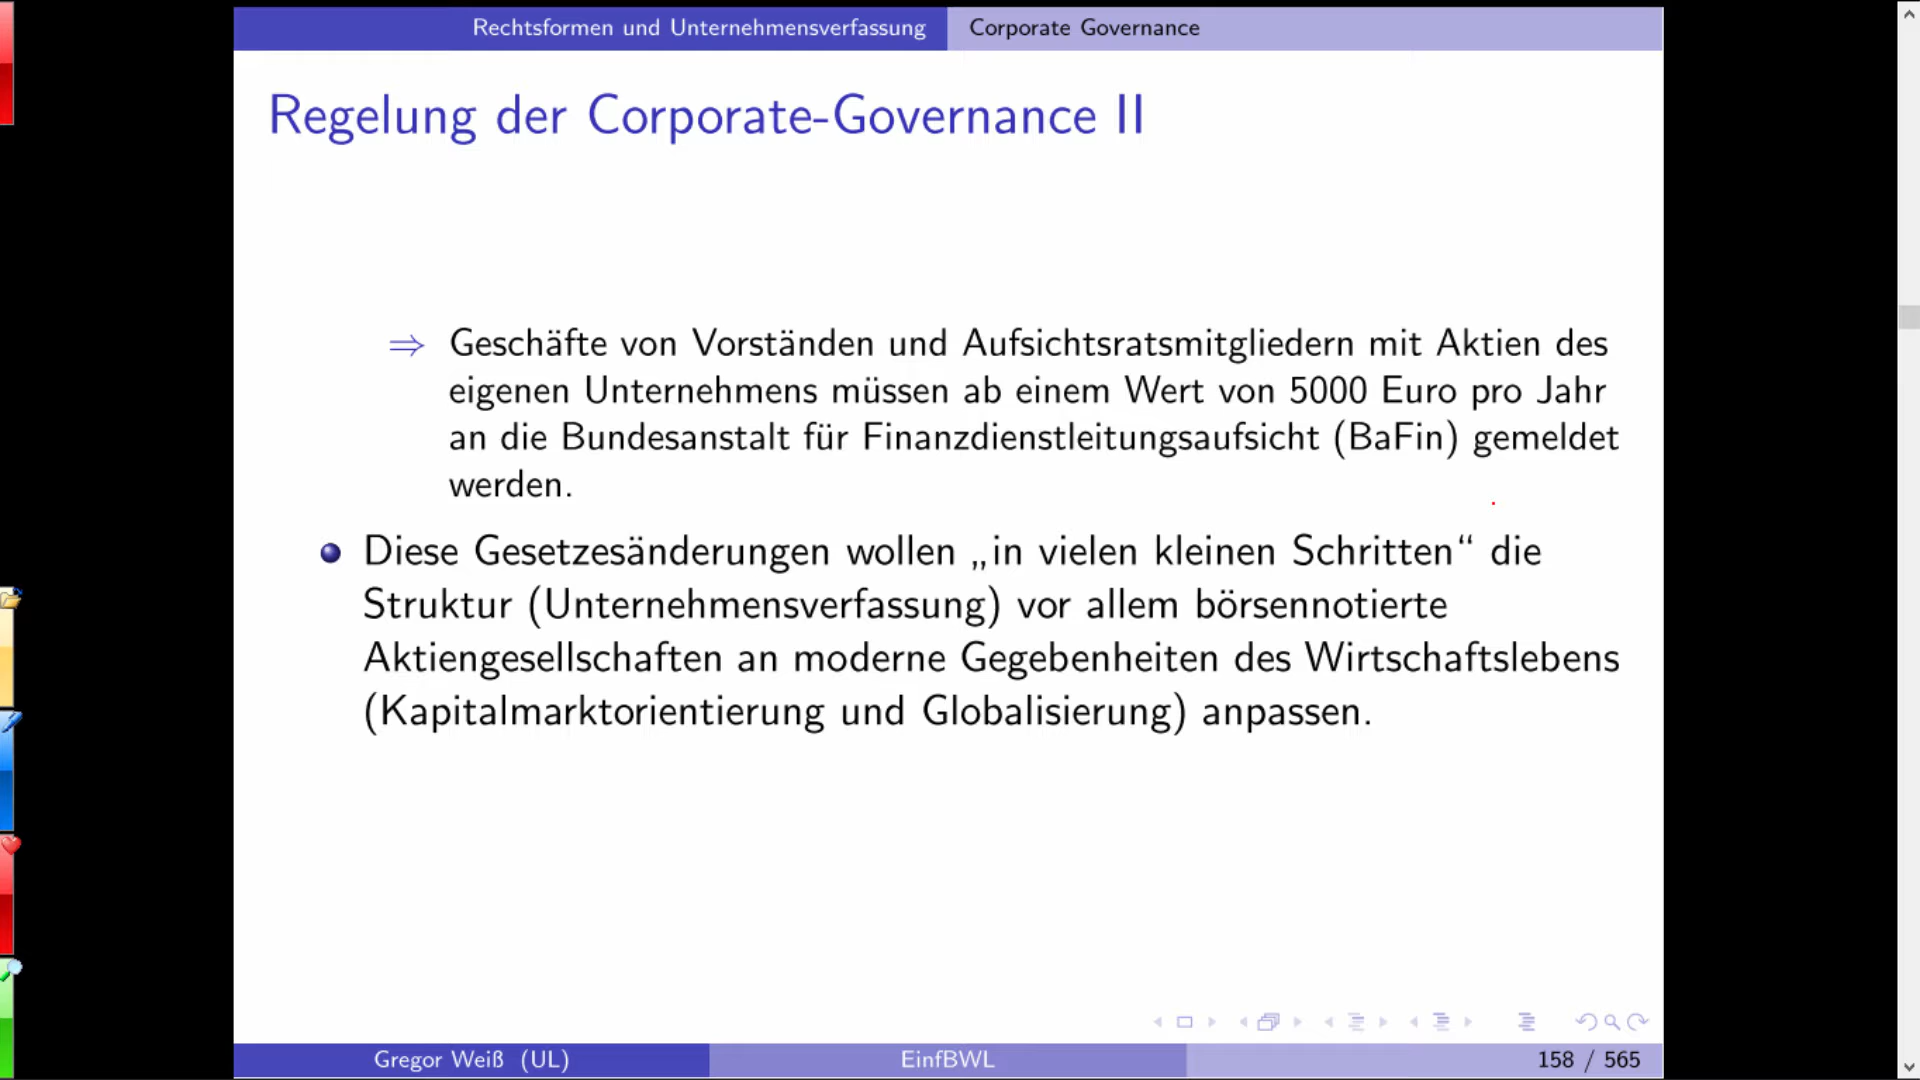 Rechtsformen und Unternehmensverfassung Corporate Governance
Regelung der Corporate-Governance II
⇒ Geschäfte von Vorständen und Aufsichtsratsmitgliedern mit Aktien des
eigenen Unternehmens müssen ab einem Wert von 5000 Euro pro Jahr
an die Bundesanstalt für Finanzdienstleitungsaufsicht (BaFin) gemeldet
werden.
Diese Gesetzesänderungen wollen „in vielen kleinen Schritten“ die
Struktur (Unternehmensverfassung) vor allem börsennotierte
Aktiengesellschaften an moderne Gegebenheiten des Wirtschaftslebens
(Kapitalmarktorientierung und Globalisierung) anpassen.
Gregor Weiß (UL) EinfBWL 158 / 565